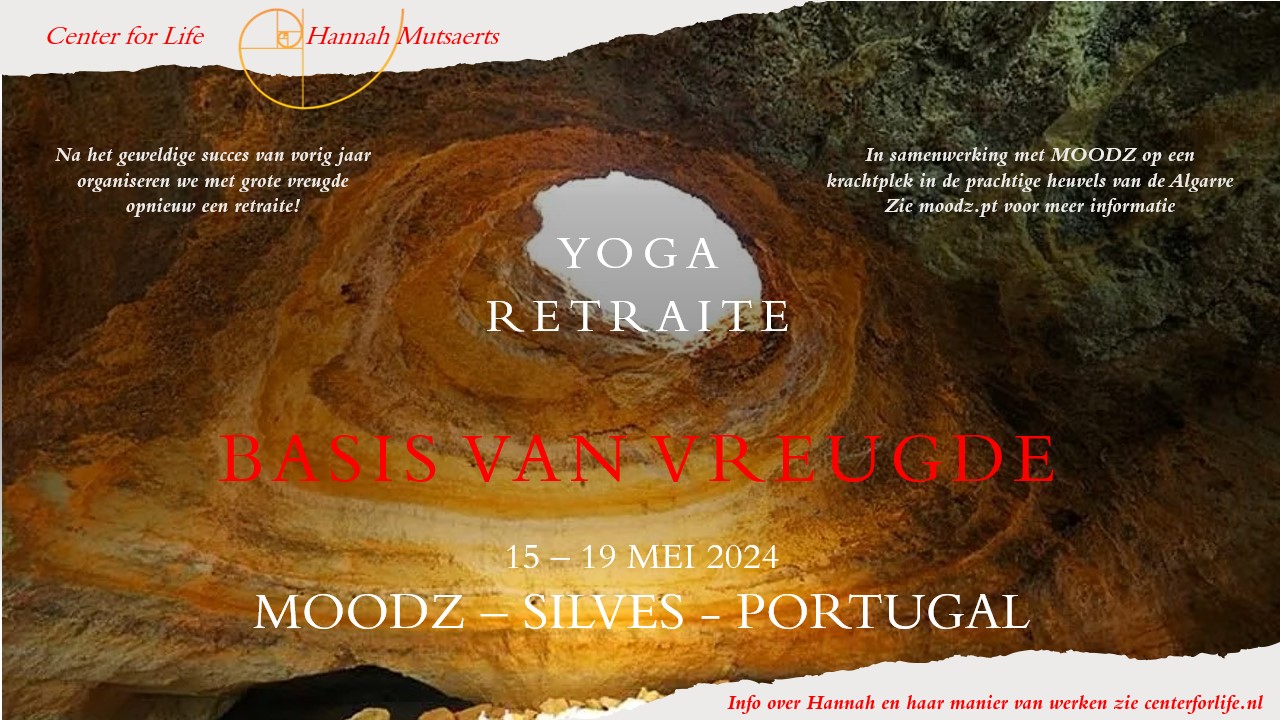 Center for Life Hannah Mutsaerts
Na het geweldige succes van vorig jaar
organiseren we met grote vreugde
opnieuw een retraite!
In samenwerking met MOODZ op een
krachtplek in de prachtige heuvels van de Algarve
Zie moodz.pt voor meer informatie
YOGA
RETRAITE
BASIS VAN VREUGDE
15 – 19 MEI 2024
MOODZ – SILVES - PORTUGAL
Info over Hannah en haar manier van werken zie centerforlife.nl